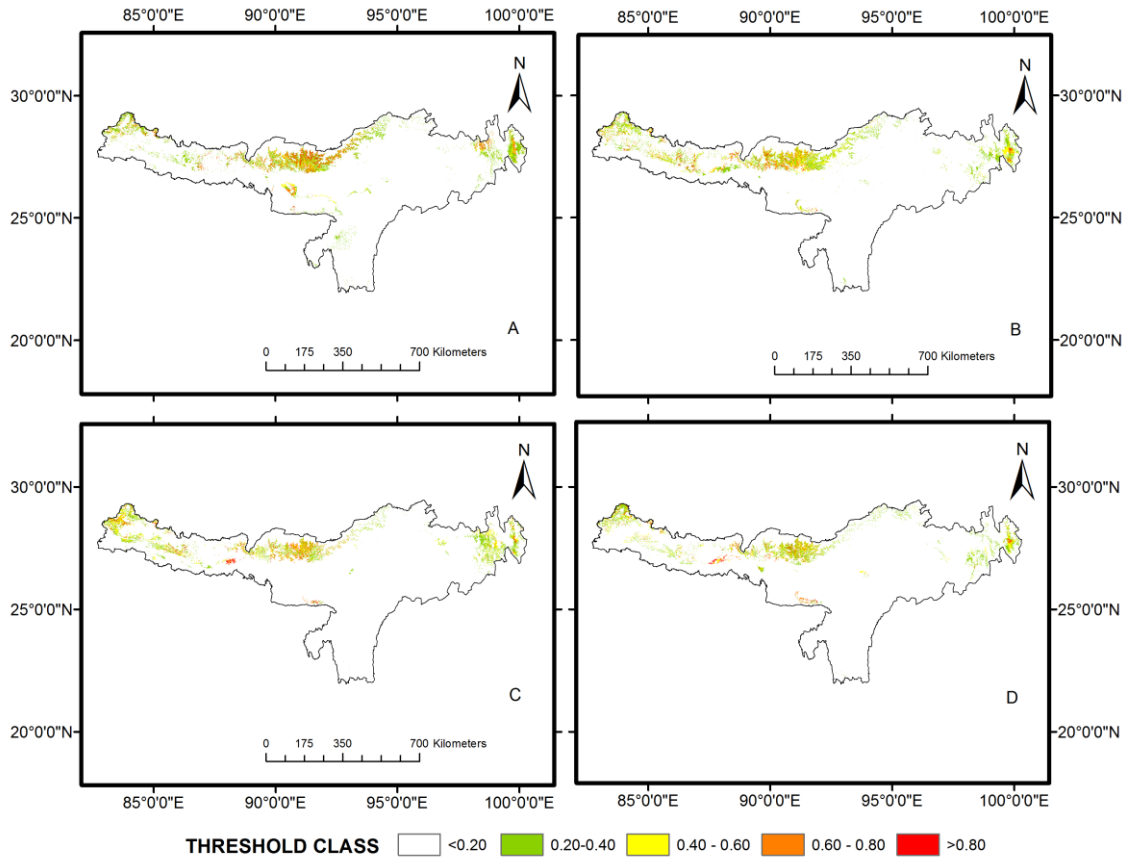 85°0'0"E 90°0'0"E 95°0'0"E 100°0'0"E 85°0'0"E 90°0'0"E 95°0'0"E 100°0'0"E
N N
30°0'0"N 30°0'0"N
25°0'0"N 25°0'0"N
20°0'0"N 20°0'0"N
A B
0 175 350 700 Kilometers 0 175 350 700 Kilometers
N N
30°0'0"N 30°0'0"N
25°0'0"N 25°0'0"N
20°0'0"N 20°0'0"N
C D
0 175 350 700 Kilometers
85°0'0"E 90°0'0"E 95°0'0"E 100°0'0"E 85°0'0"E 90°0'0"E 95°0'0"E 100°0'0"E
THRESHOLD CLASS <0.20 0.20-0.40 0.40 - 0.60 0.60 - 0.80 >0.80